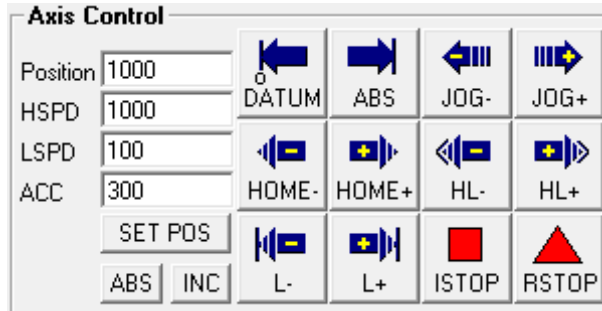 Axis Control
Position 1000
HSPD 1000
LSPD 100
ACC 300
SET POS
ABS INC
O
DATUM ABS JOG- JOG+
HOME- HOME+ HL- HL+
L- L+ ISTOP RSTOP